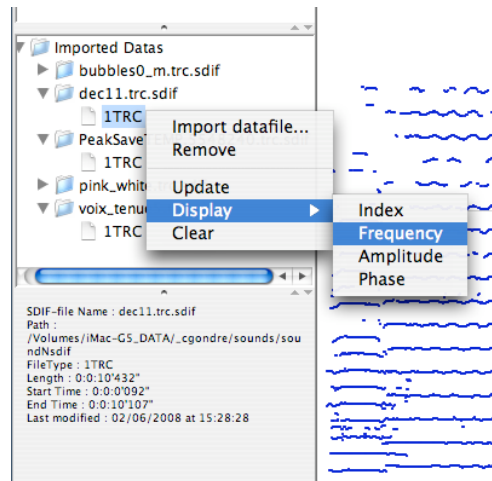 Imported Datas
bubbles0_m.trc.sdif
dec11.trc.sdif
1TRC
Import datafile...
Remove
PeakSaveT
1TRC
Update
pink_white.t
Display
Index
voix_tenu
Frequency
1TRC
Clear
Amplitude
Phase
SDIF-file Name : dec11.trc.sdif
Path :
/Volumes/iMac-G5_DATA/_cgondre/sounds/sou
ndNsdif
FileType : 1TRC
Length : 0:0:10'432"
Start Time : 0:0:0'092"
End Time : 0:0:10'107"
Last modified : 02/06/2008 at 15:28:28